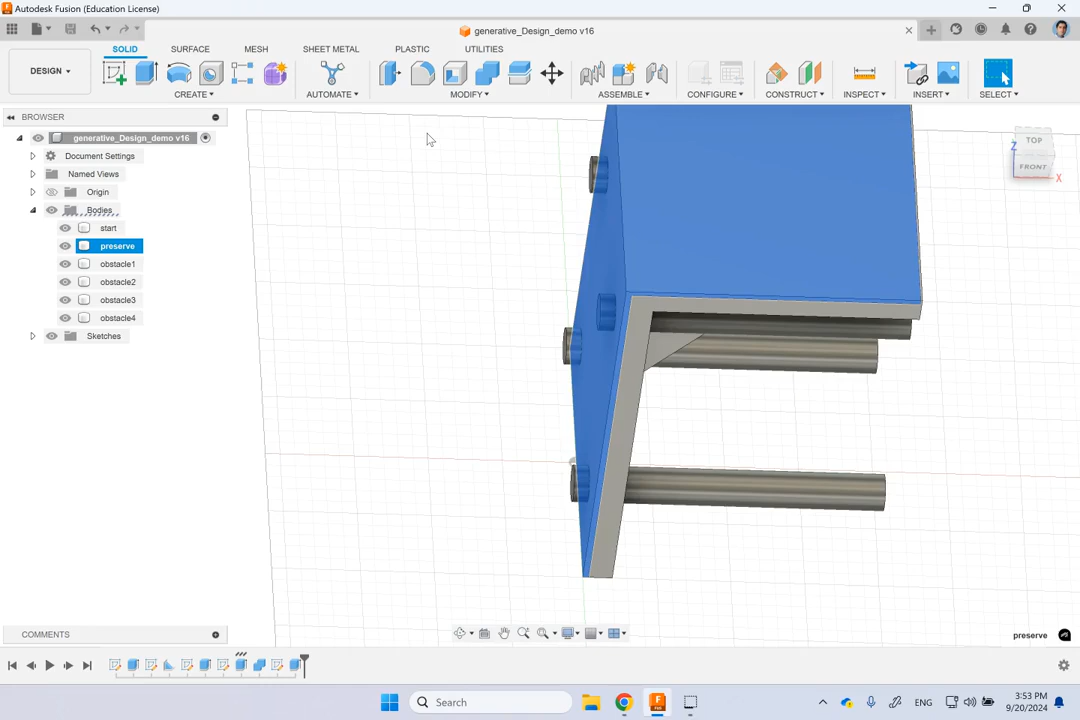 Autodesk Fusion (Education License)
generative_Design_demo v16
DESIGN
SOLID
SURFACE
MESH
SHEET METAL
PLASTIC
UTILITIES
CREATE
AUTOMATE
MODIFY
ASSEMBLE
CONFIGURE
CONSTRUCT
INSPECT
INSERT
SELECT
BROWSER
generative_Design_demo v16
Document Settings
Named Views
Origin
Bodies
start
preserve
obstacle1
obstacle2
obstacle3
obstacle4
Sketches
TOP
FRONT
Z
X
COMMENTS
preserve
Search
ENG
3:53 PM
9/20/2024